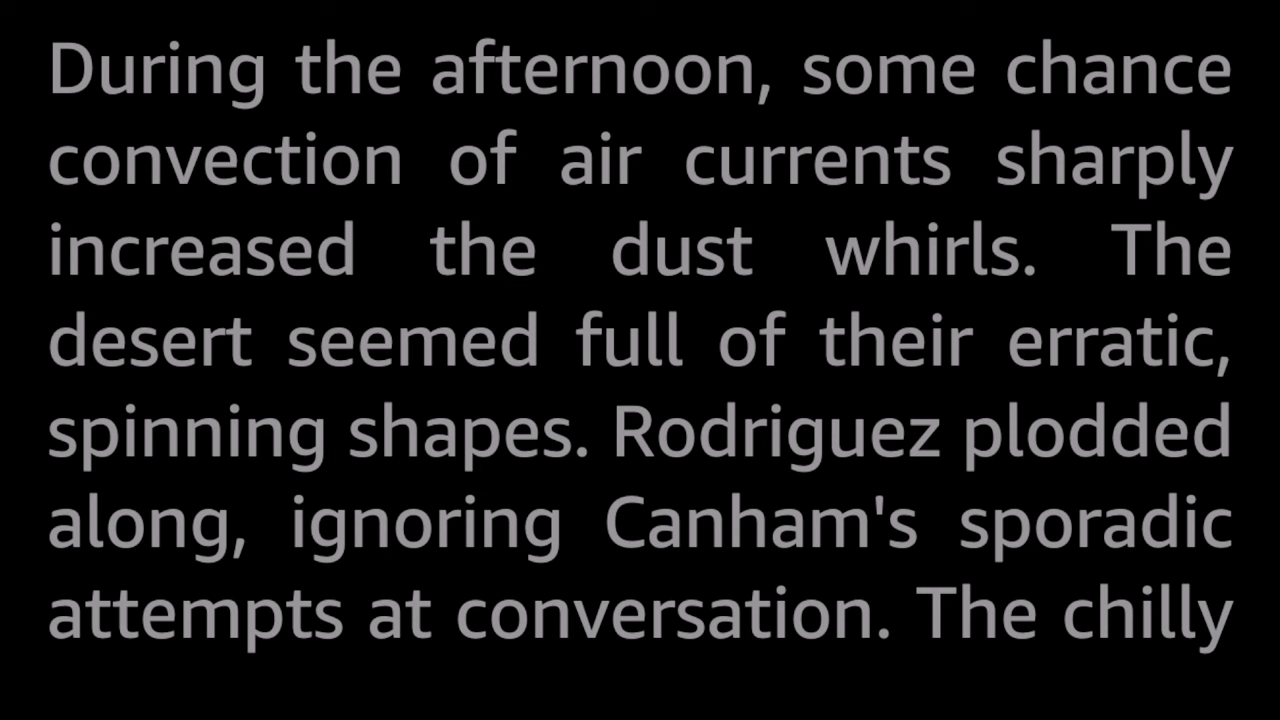 During the afternoon, some chance
convection of air currents sharply
increased the dust whirls. The
desert seemed full of their erratic,
spinning shapes. Rodriguez plodded
along, ignoring Canham's sporadic
attempts at conversation. The chilly